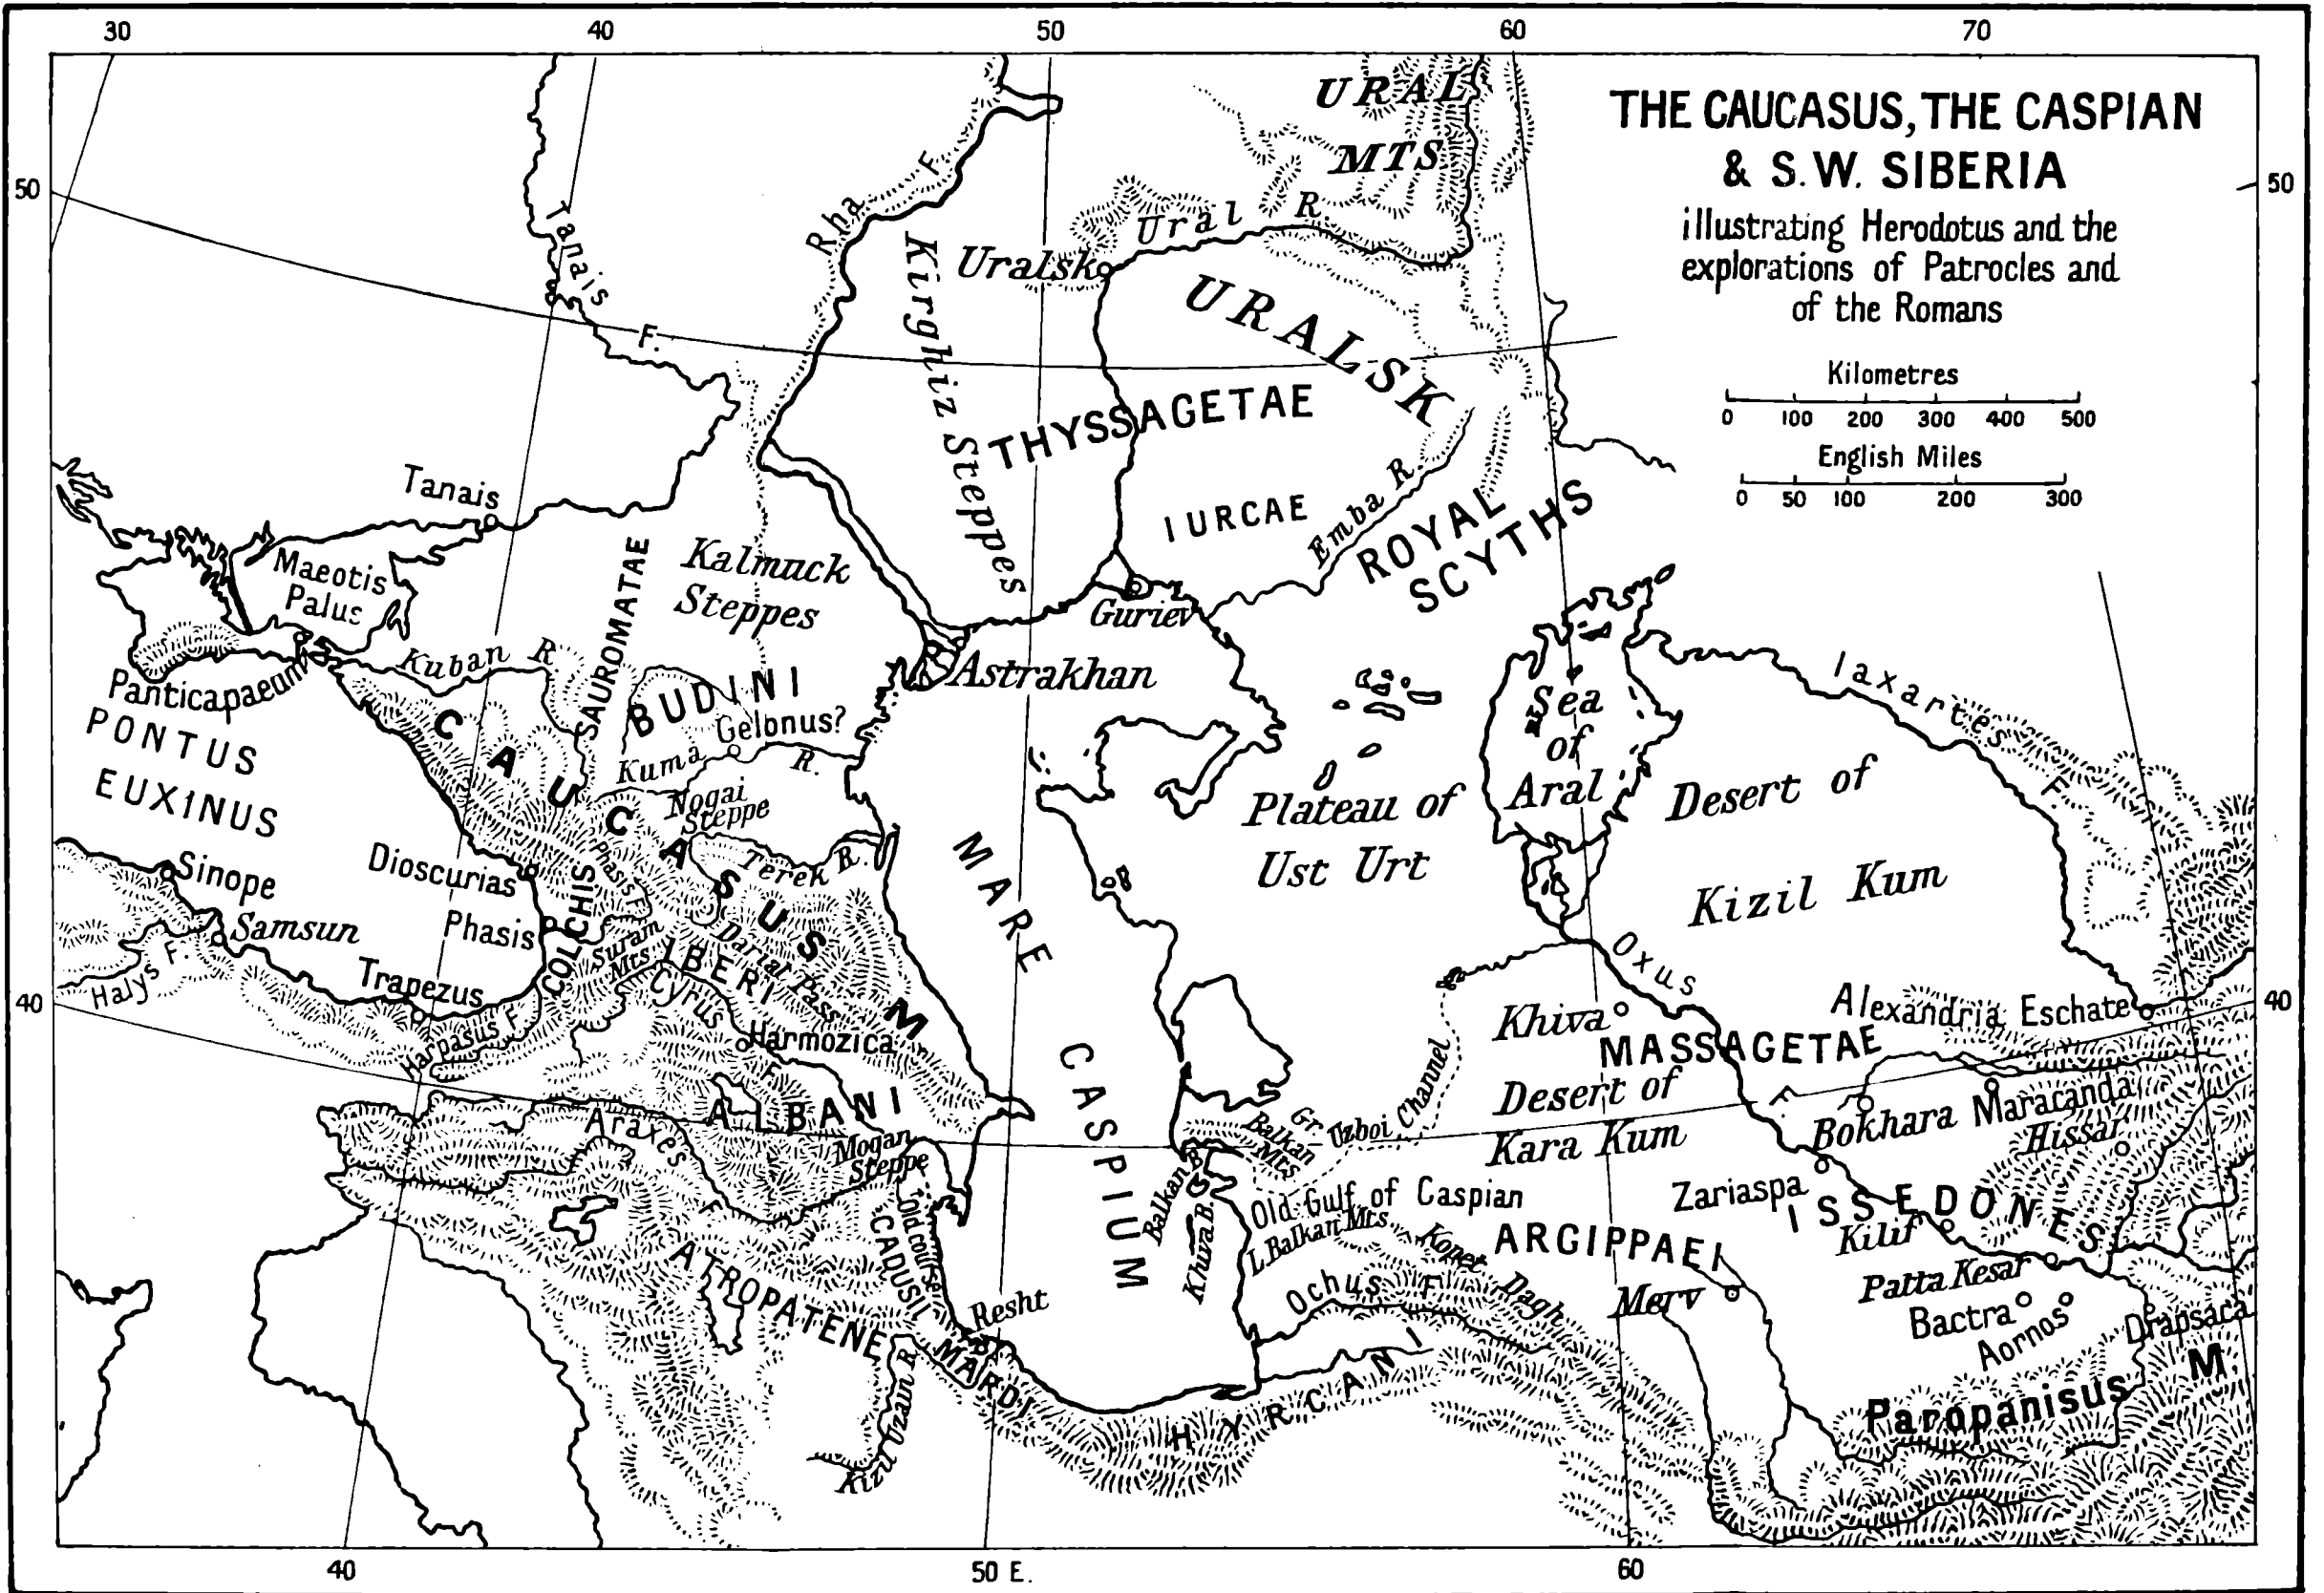 30 40 50 60 70
THE CAUCASUS, THE CASPIAN
& S.W. SIBERIA
illustrating Herodotus and the
explorations of Patrocles and
of the Romans
Kilometres
0 100 200 300 400 500
English Miles
0 50 100 200 300
50
50
URAL
MTS
Ural R.
Uralsk
URALSK
Rha. F.
Kirghiz Steppes
Tanais F.
THYSSAGETAE
IURCAE
Emba R.
ROYAL
SCYTHS
Tanais
Maeotis
Palus
Kalmuck
Steppes
SAUROMATAE
Guriev
Astrakhan
Kuban R.
Panticapaeum
PONTUS
EUXINUS
BUDINI
Gelonus?
Kuma R.
Nogai
Steppe
CAUCASUS M
Terek R.
Sea
of
Aral
Iaxartes F.
Plateau of
Ust Urt
Desert of
Kizil Kum
MARE
CASPIUM
Sinope
Samsun
Halys F.
Dioscurias
Phasis
Phasis F.
COLCHIS
Suram
Mts.
IBERI
Darial Pass
Trapezus
Harpasus F.
Cyrus F.
Harmozica
40
40
Oxus F.
Khiva
MASSAGETAE
Alexandria Eschate
Desert of
Kara Kum
Uzboi Channel
Gr.
Balkan
Mts
Bokhara
Maracanda
Hissar
Araxes F.
ALBANI
Mogan
Steppe
Old course
CADUSII
ATROPATENE
Balkan B.
Khiva B.
Old Gulf of Caspian
L. Balkan Mts
Kopet Dagh
ARGIPPAEI
Zariaspa
ISSEDONES
Kilif
Patta Kesar
Bactra
Aornos
Drapsaca
Ochus F.
Merv
Resht
MARDI
HYRCANI
Kizil Uzan R.
Paropanisus M
40 50 E. 60